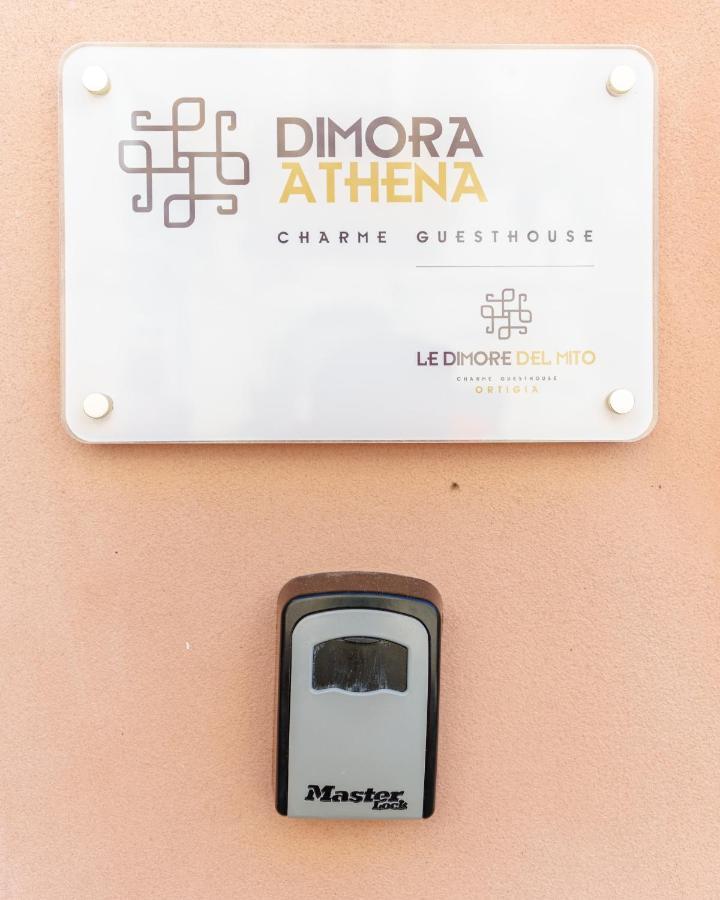 DIMORA
ATHENA
CHARME GUESTHOUSE
LE DIMORE DEL MITO
CHARME GUESTHOUSE
ORTIGIA
Master
Lock